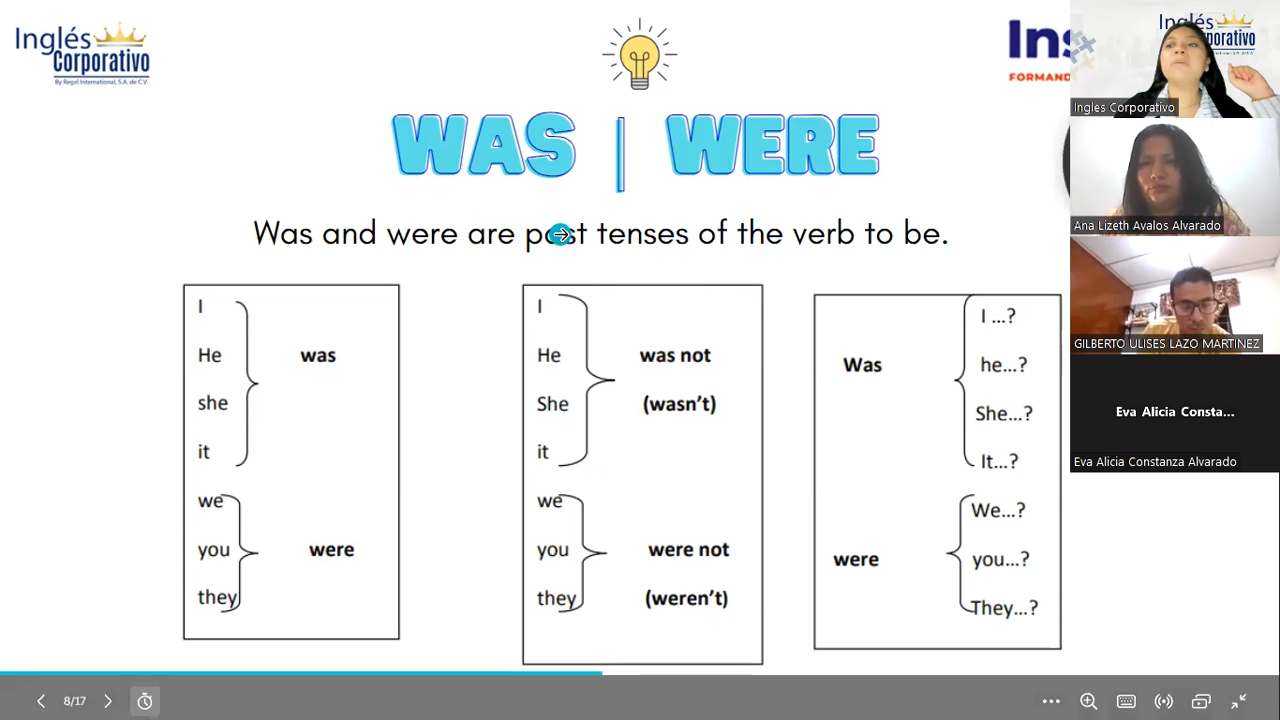 Inglés
Corporativo
By Regal International, S.A. de C.V.
FORMAND
WAS | WERE
Was and were are past tenses of the verb to be.
I
He
she
it
was
we
you
they
were
I
He
She
it
was not
(wasn't)
we
you
they
were not
(weren't)
Was
I ...?
he...?
She...?
It...?
were
We...?
you...?
They...?
Inglés
Ingles Corporativo
Ana Lizeth Avalos Alvarado
GILBERTO ULISES LAZO MARTINEZ
Eva Alicia Consta...
Eva Alicia Constanza Alvarado
8/17